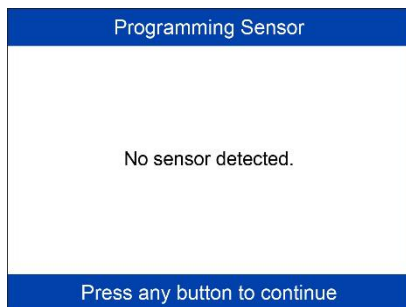 Programming Sensor
No sensor detected.
Press any button to continue